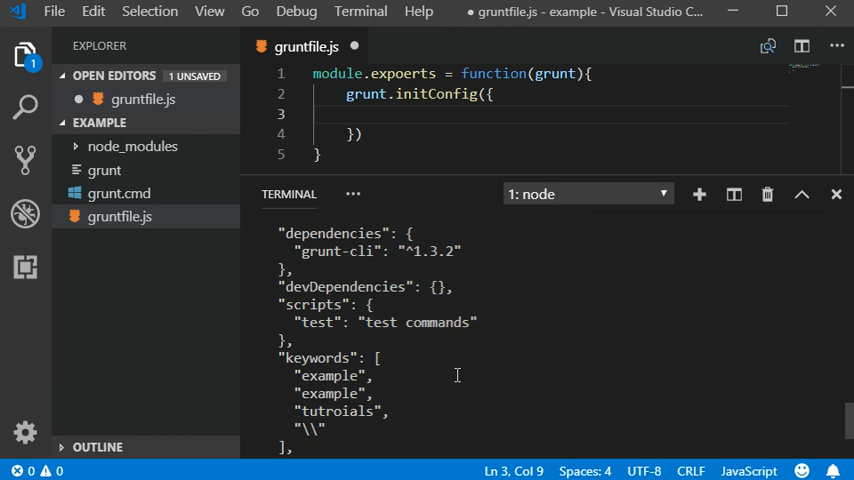 File Edit Selection View Go Debug Terminal Help ● gruntfile.js - example - Visual Studio C...
EXPLORER
OPEN EDITORS 1 UNSAVED
gruntfile.js
EXAMPLE
node_modules
grunt
grunt.cmd
gruntfile.js
OUTLINE
1
gruntfile.js
1 module.expoerts = function(grunt){
2 grunt.initConfig({
3
4 })
5 }
TERMINAL ... 1: node
"dependencies": {
"grunt-cli": "^1.3.2"
},
"devDependencies": {},
"scripts": {
"test": "test commands"
},
"keywords": [
"example",
"example",
"tutroials",
"\\"
],
0 0 Ln 3, Col 9 Spaces: 4 UTF-8 CRLF JavaScript